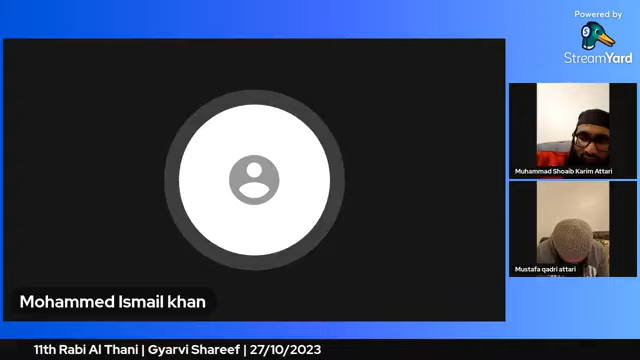 Powered by
StreamYard
Muhammad Shoaib Karim Attari
Mustafa qadri attari
Mohammed Ismail khan
11th Rabi Al Thani | Gyarvi Shareef | 27/10/2023